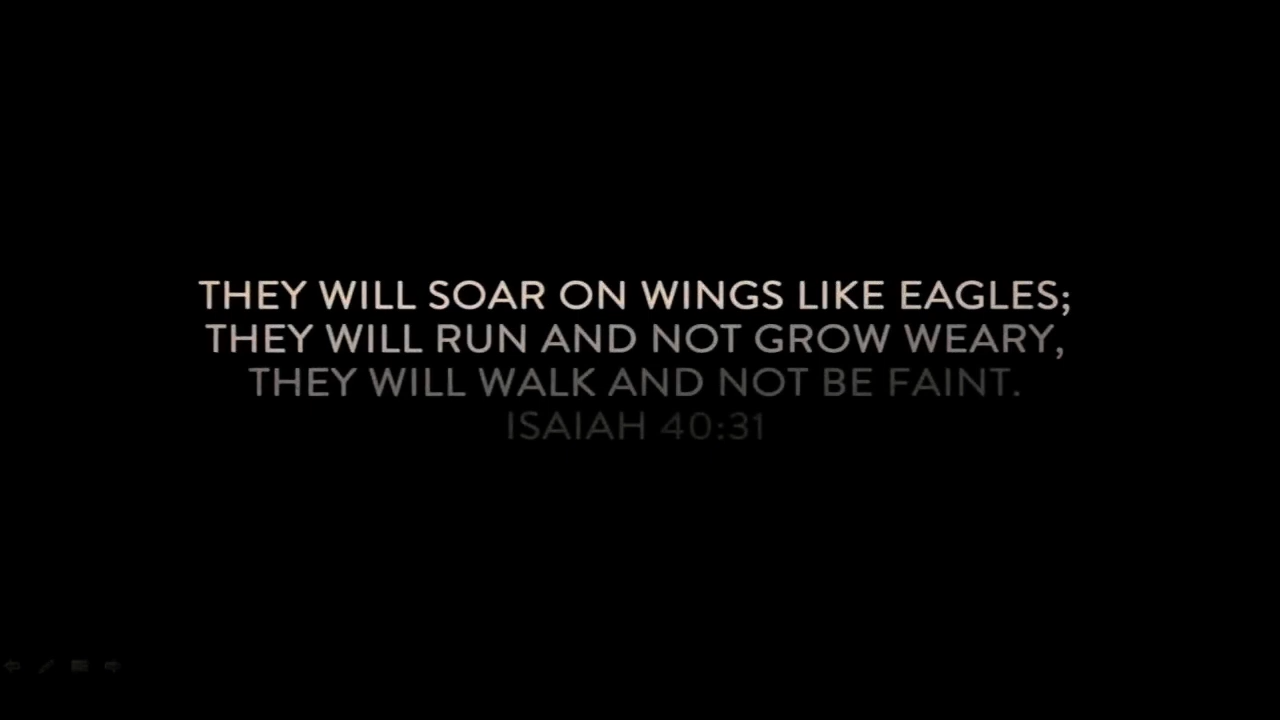 THEY WILL SOAR ON WINGS LIKE EAGLES;
THEY WILL RUN AND NOT GROW WEARY,
THEY WILL WALK AND NOT BE FAINT.
ISAIAH 40:31